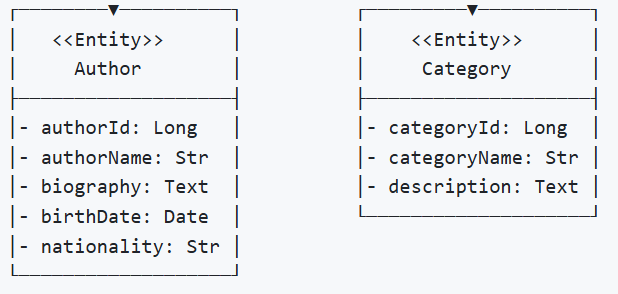 <<Entity>>
Author
- authorId: Long
- authorName: Str
- biography: Text
- birthDate: Date
- nationality: Str
<<Entity>>
Category
- categoryId: Long
- categoryName: Str
- description: Text